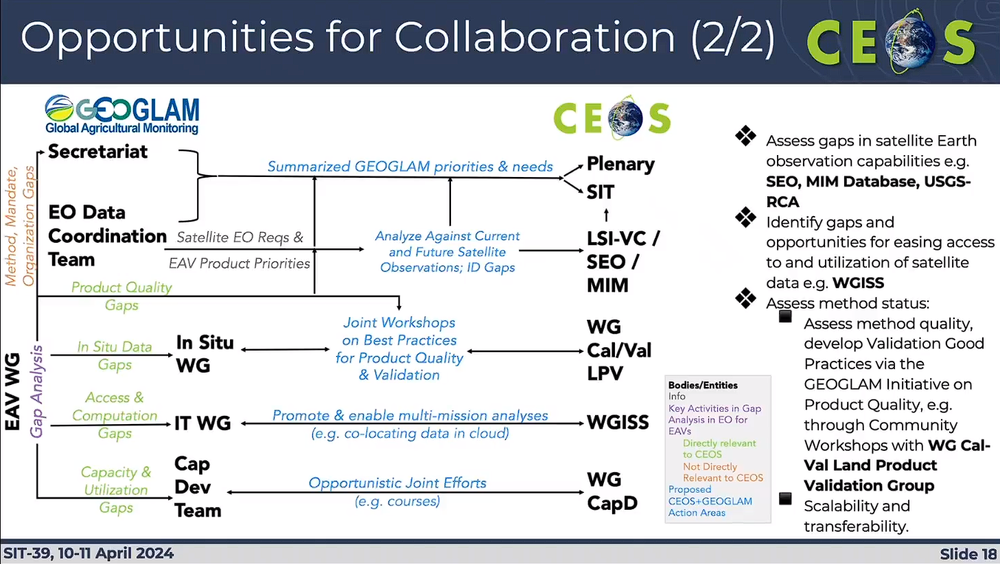 Opportunities for Collaboration (2/2)
CEOS
GEOGLAM
Global Agricultural Monitoring
CEOS
Secretariat
Summarized GEOGLAM priorities & needs
Plenary
SIT
Method, Mandate,
Organization Gaps
EO Data
Coordination
Team
Satellite EO Reqs &
EAV Product Priorities
Analyze Against Current
and Future Satellite
Observations; ID Gaps
LSI-VC /
SEO /
MIM
Product Quality
Gaps
EAV WG
Gap Analysis
In Situ Data
Gaps
In Situ
WG
Joint Workshops
on Best Practices
for Product Quality
& Validation
WG
Cal/Val
LPV
Access &
Computation
Gaps
IT WG
Promote & enable multi-mission analyses
(e.g. co-locating data in cloud)
WGISS
Capacity &
Utilization
Gaps
Cap
Dev
Team
Opportunistic Joint Efforts
(e.g. courses)
WG
CapD
Bodies/Entities
Info
Key Activities in Gap
Analysis in EO for
EAVs
Directly relevant
to CEOS
Not Directly
Relevant to CEOS
Proposed
CEOS+GEOGLAM
Action Areas
Assess gaps in satellite Earth
observation capabilities e.g.
SEO, MIM Database, USGS-
RCA
Identify gaps and
opportunities for easing access
to and utilization of satellite
data e.g. WGISS
Assess method status:
Assess method quality,
develop Validation Good
Practices via the
GEOGLAM Initiative on
Product Quality, e.g.
through Community
Workshops with WG Cal-
Val Land Product
Validation Group
Scalability and
transferability.
SIT-39, 10-11 April 2024
Slide 18